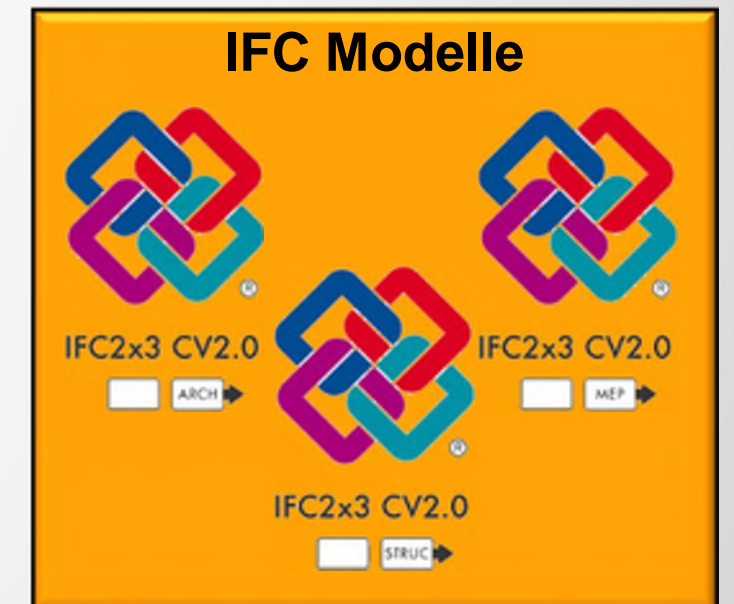 IFC Modelle
®
IFC2x3 CV2.0
ARCH
®
IFC2x3 CV2.0
MEP
®
IFC2x3 CV2.0
STRUC